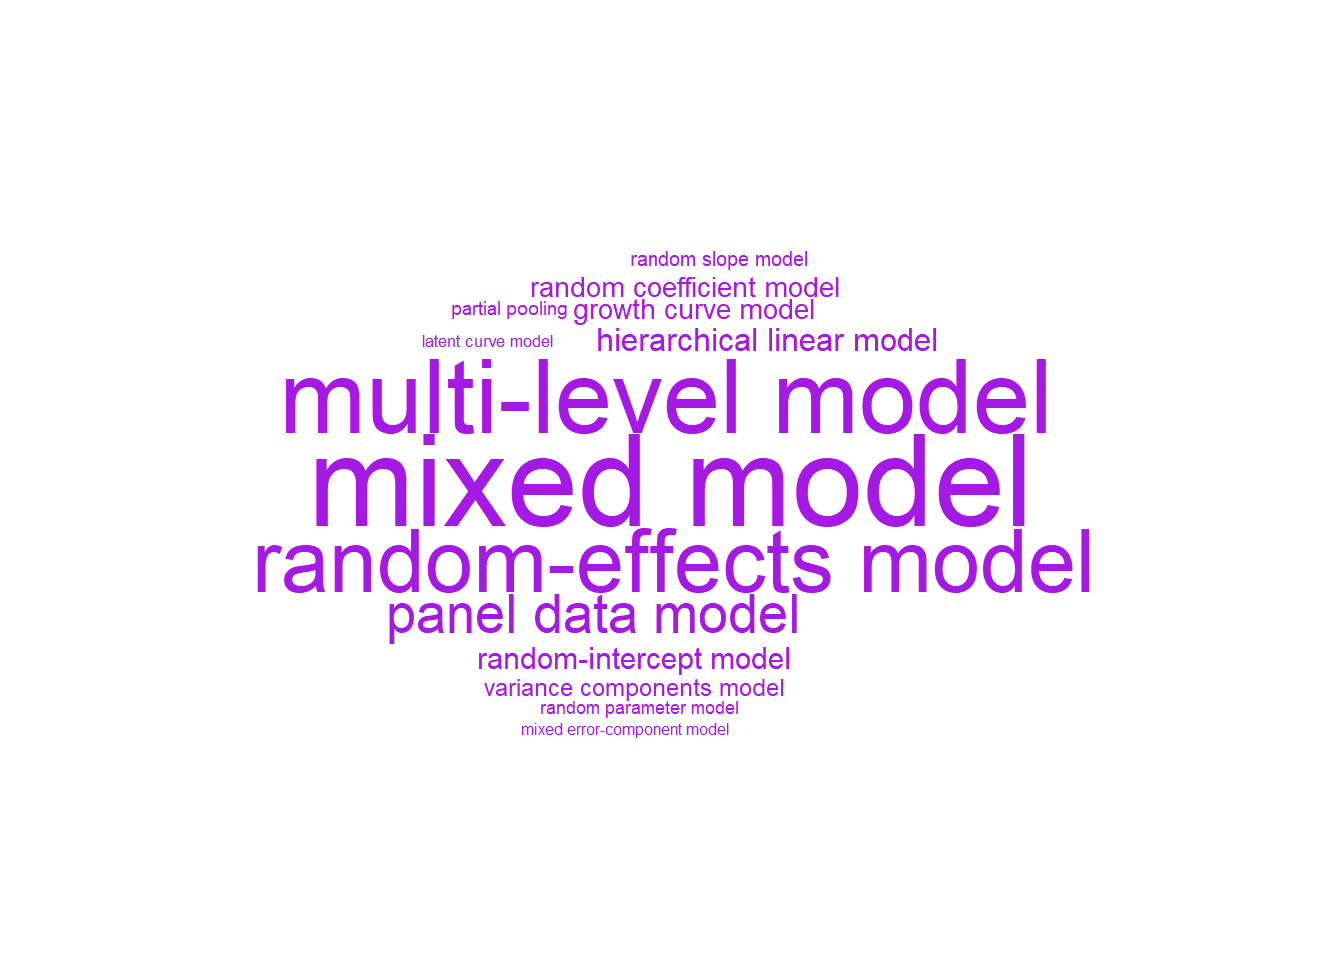 random slope model
random coefficient model
partial pooling growth curve model
latent curve model hierarchical linear model
multi-level model
mixed model
random-effects model
panel data model
random-intercept model
variance components model
random parameter model
mixed error-component model